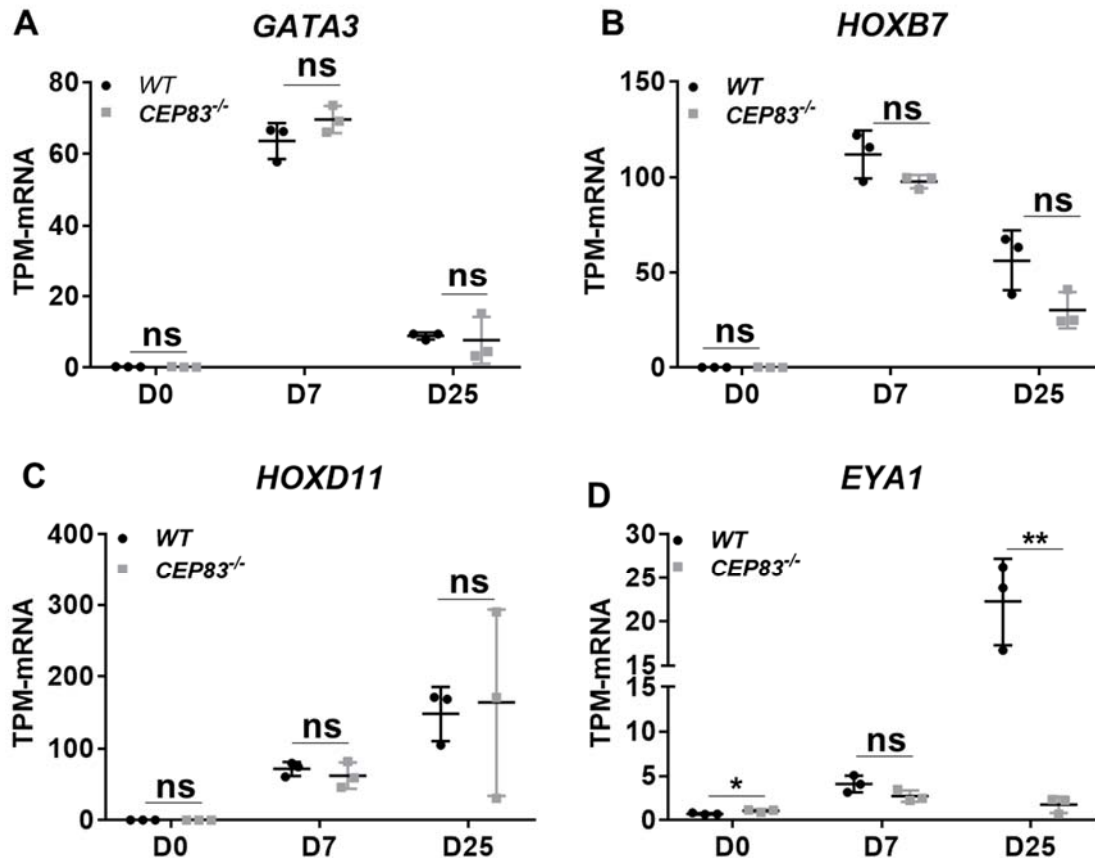 A
GATA3
WT
CEP83-/-
TPM-mRNA
80
60
40
20
0
ns
ns
ns
D0
D7
D25
B
HOXB7
WT
CEP83-/-
TPM-mRNA
150
100
50
0
ns
ns
ns
D0
D7
D25
C
HOXD11
WT
CEP83-/-
TPM-mRNA
400
300
200
100
0
ns
ns
ns
D0
D7
D25
D
EYA1
WT
CEP83-/-
TPM-mRNA
30
25
20
15
15
10
5
0
*
ns
**
D0
D7
D25